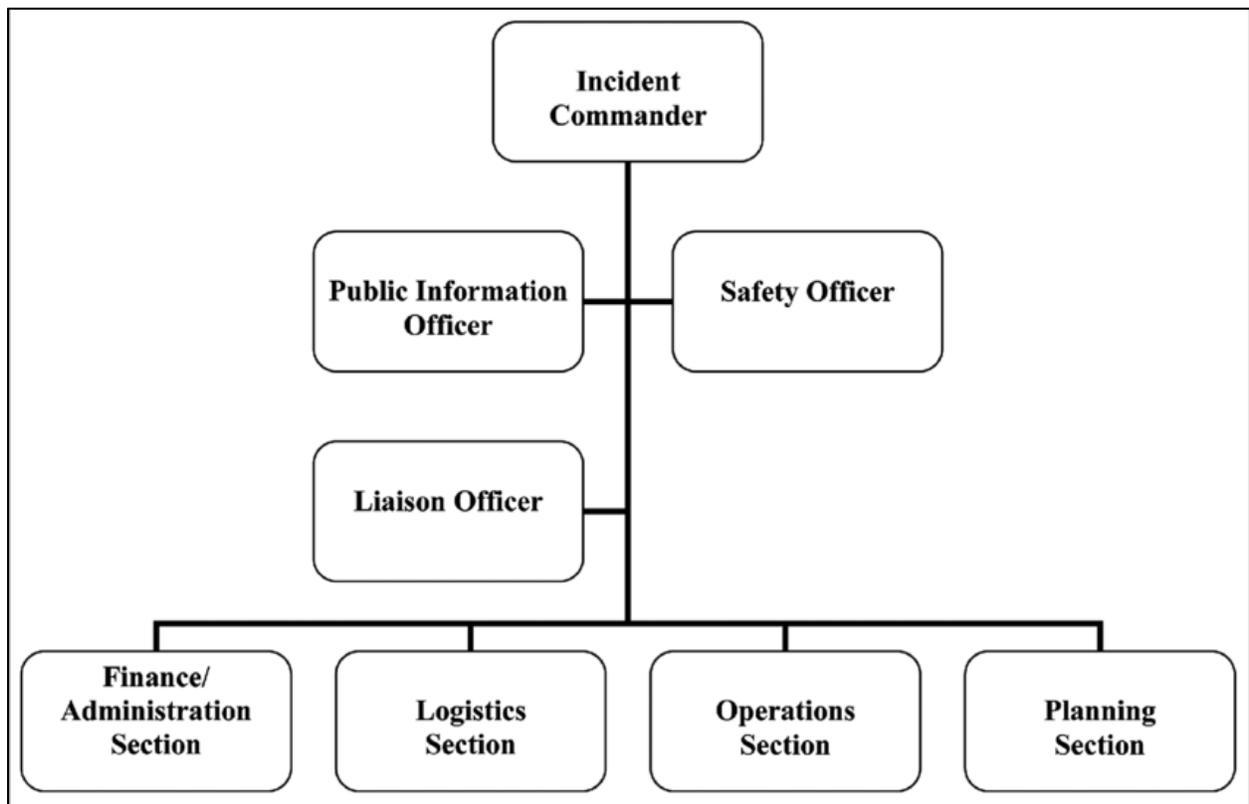 Incident
Commander
Public Information
Officer
Safety Officer
Liaison Officer
Finance/
Administration
Section
Logistics
Section
Operations
Section
Planning
Section